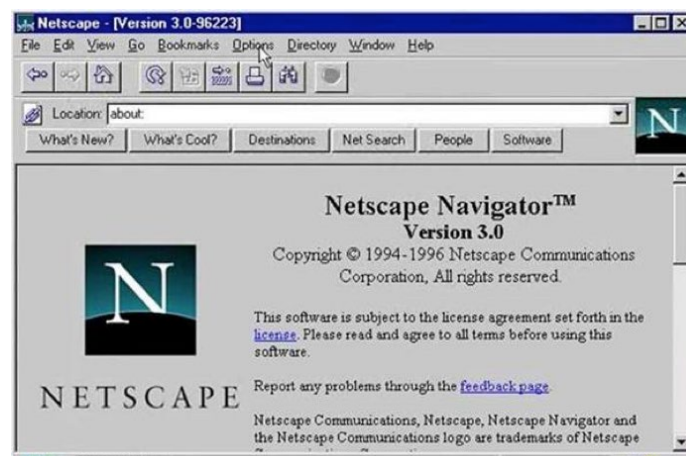 Netscape - [Version 3.0-96223]
File Edit View Go Bookmarks Options Directory Window Help
Location: about:
What's New? What's Cool? Destinations Net Search People Software
N
Netscape Navigator™
Version 3.0
Copyright © 1994-1996 Netscape Communications
Corporation, All rights reserved.
N
This software is subject to the license agreement set forth in the
license. Please read and agree to all terms before using this
software.
NETSCAPE
Report any problems through the feedback page.
Netscape Communications, Netscape, Netscape Navigator and
the Netscape Communications logo are trademarks of Netscape